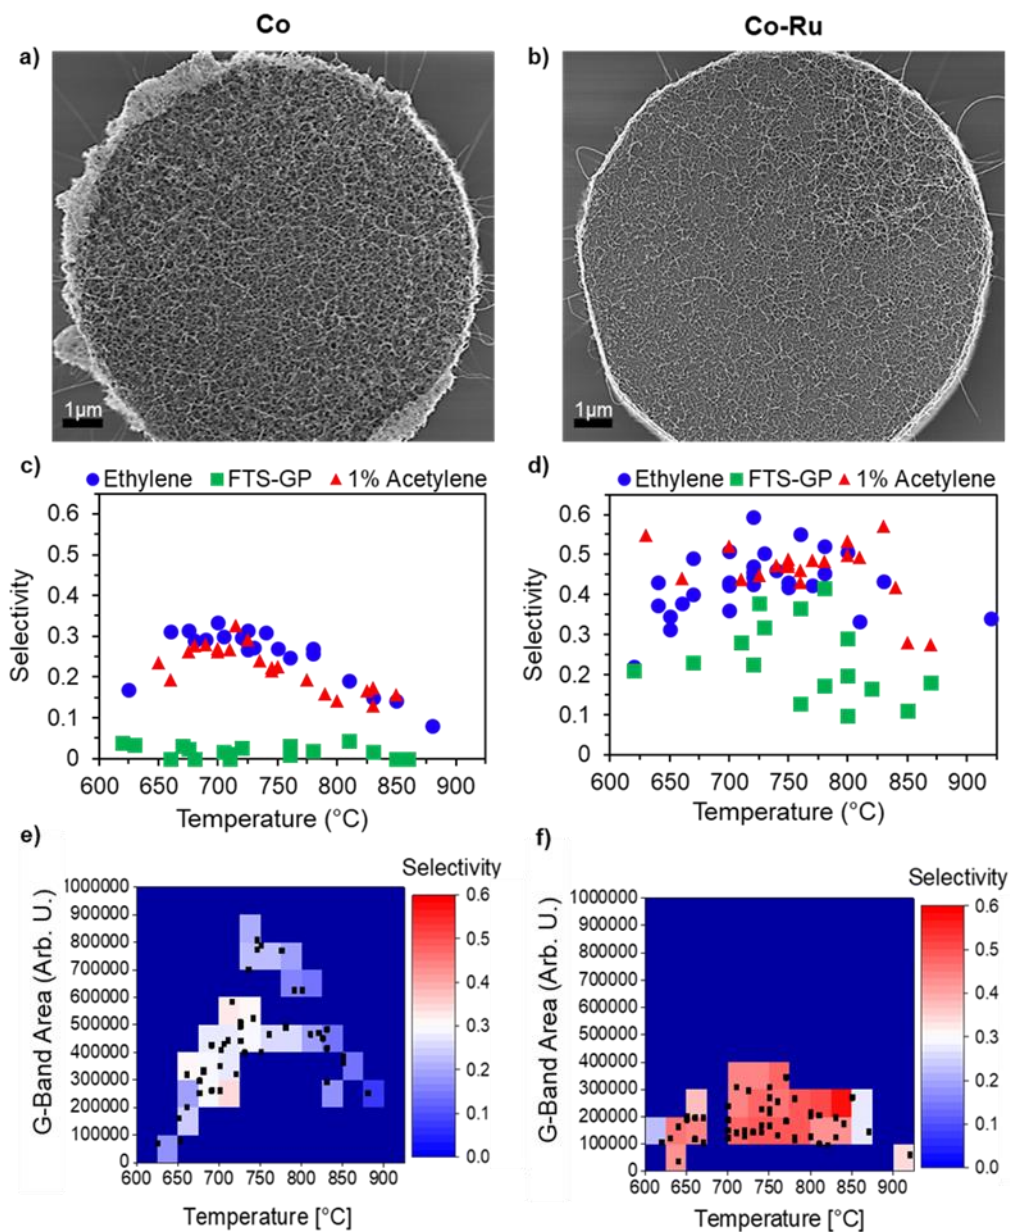 Co
Co-Ru
a)
b)
1µm
1µm
c)
Ethylene FTS-GP 1% Acetylene
d)
Ethylene FTS-GP 1% Acetylene
Selectivity
0.6
0.5
0.4
0.3
0.2
0.1
0
600 650 700 750 800 850 900
Temperature (°C)
Selectivity
0.6
0.5
0.4
0.3
0.2
0.1
0
600 650 700 750 800 850 900
Temperature (°C)
e)
Selectivity
G-Band Area (Arb. U.)
1000000
900000
800000
700000
600000
500000
400000
300000
200000
100000
0
600 650 700 750 800 850 900
Temperature [°C]
0.6
0.5
0.4
0.3
0.2
0.1
0.0
f)
Selectivity
G-Band Area (Arb. U.)
1000000
900000
800000
700000
600000
500000
400000
300000
200000
100000
0
600 650 700 750 800 850 900
Temperature [°C]
0.6
0.5
0.4
0.3
0.2
0.1
0.0